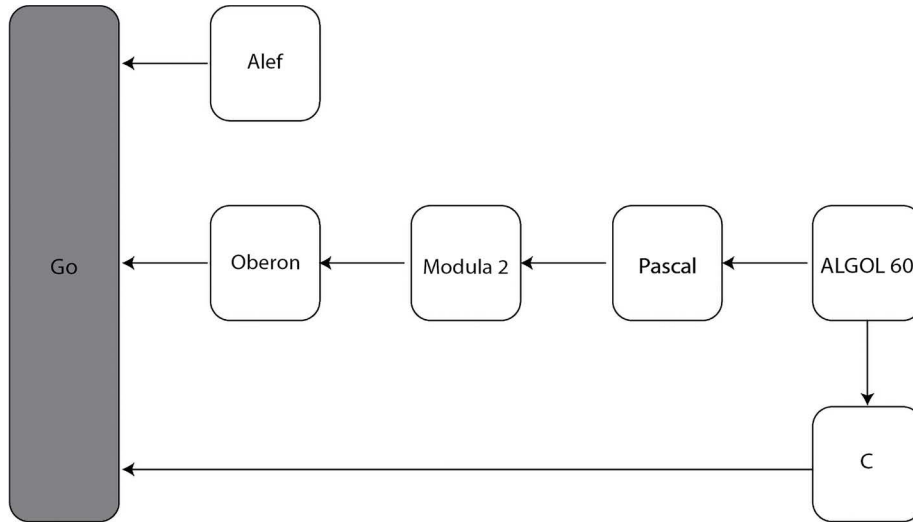 Alef
Go
Oberon
Modula 2
Pascal
ALGOL 60
C